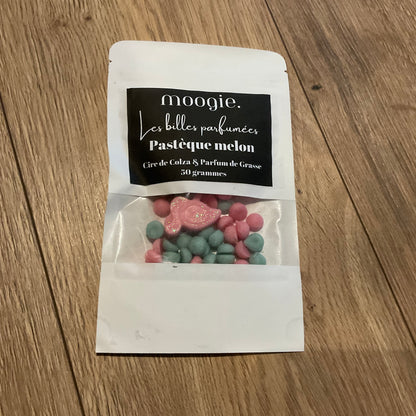 moogie.
Les billes parfumées
Pastèque melon
Cire de Colza & Parfum de Grasse
50 grammes